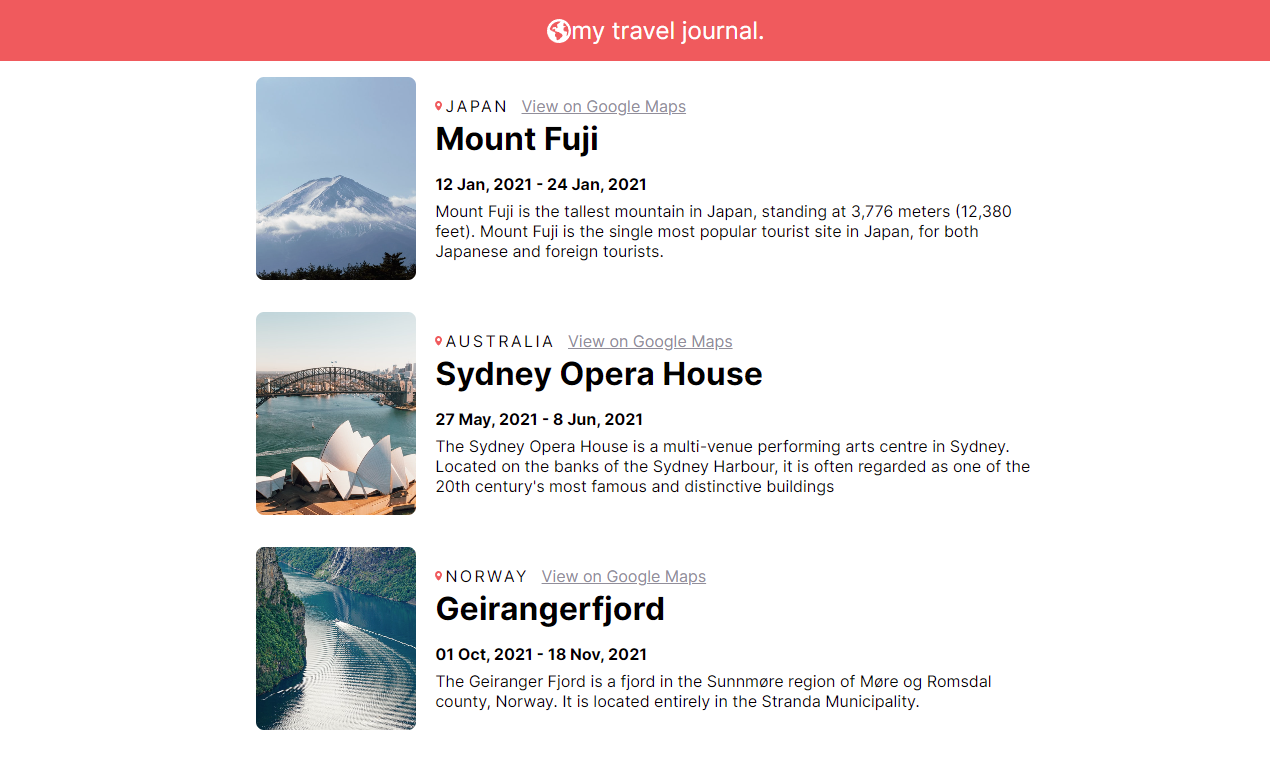 my travel journal.
JAPAN View on Google Maps
Mount Fuji
12 Jan, 2021 - 24 Jan, 2021
Mount Fuji is the tallest mountain in Japan, standing at 3,776 meters (12,380
feet). Mount Fuji is the single most popular tourist site in Japan, for both
Japanese and foreign tourists.
AUSTRALIA View on Google Maps
Sydney Opera House
27 May, 2021 - 8 Jun, 2021
The Sydney Opera House is a multi-venue performing arts centre in Sydney.
Located on the banks of the Sydney Harbour, it is often regarded as one of the
20th century's most famous and distinctive buildings
NORWAY View on Google Maps
Geirangerfjord
01 Oct, 2021 - 18 Nov, 2021
The Geiranger Fjord is a fjord in the Sunnmøre region of Møre og Romsdal
county, Norway. It is located entirely in the Stranda Municipality.